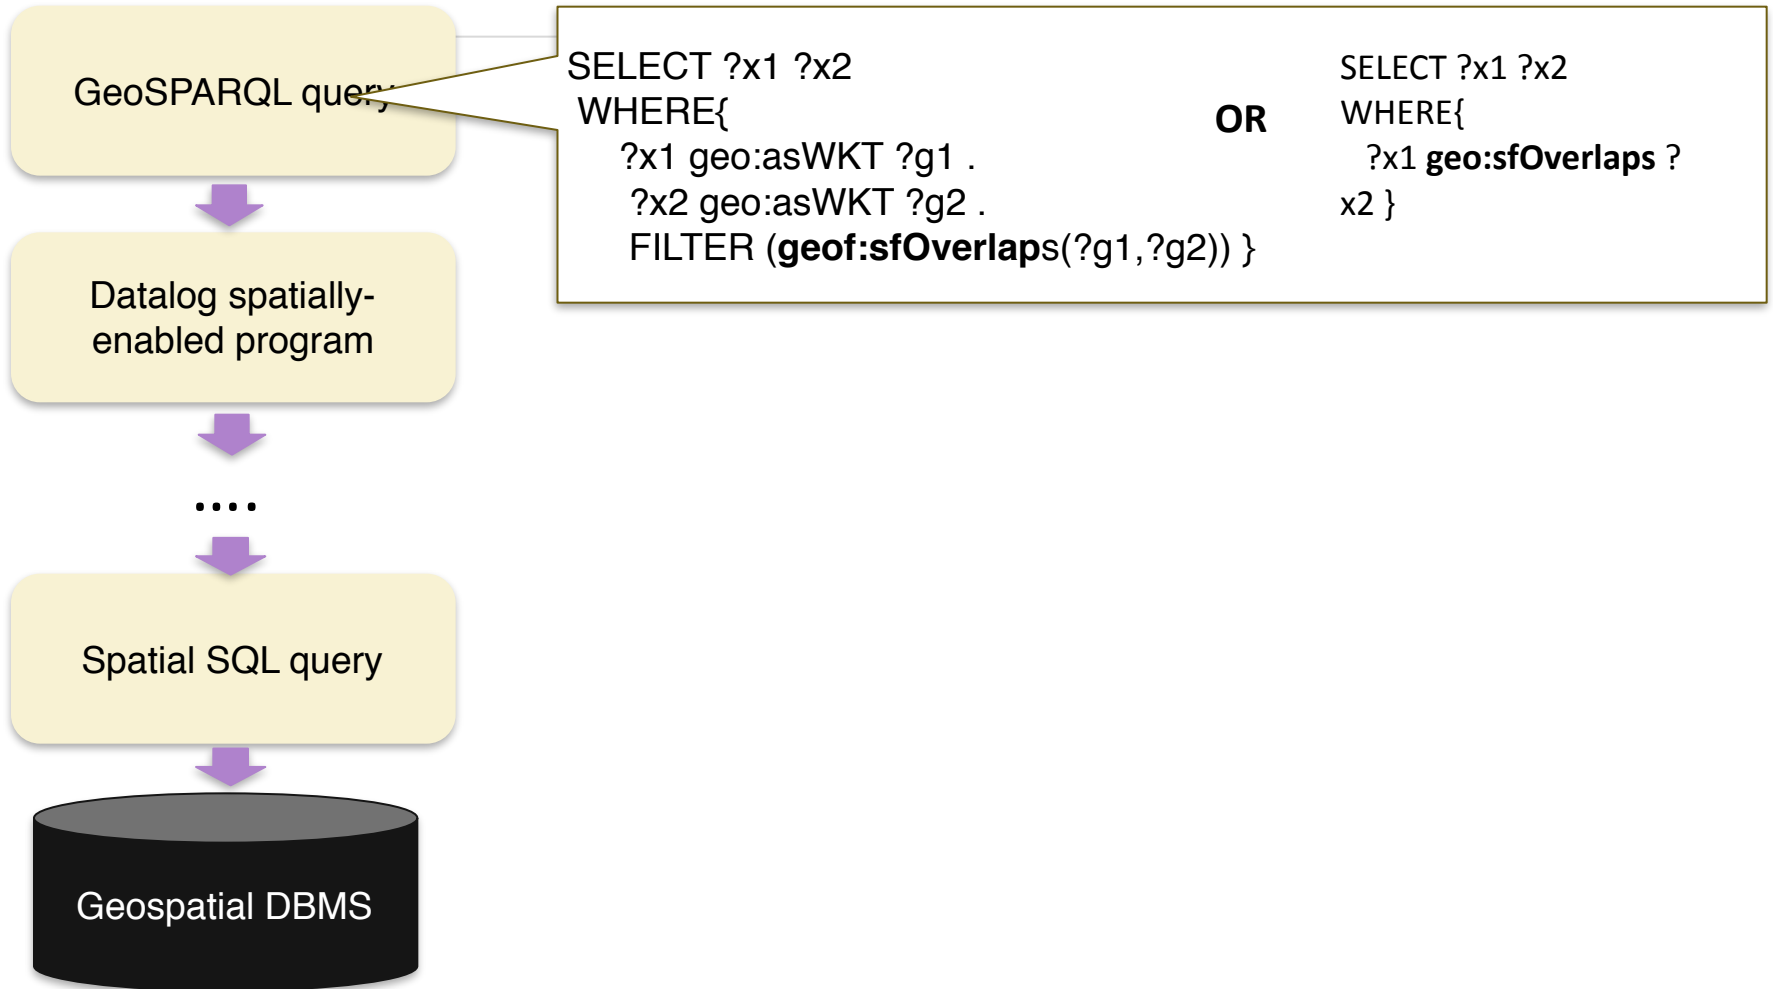 GeoSPARQL query
SELECT ?x1 ?x2
WHERE{
?x1 geo:asWKT ?g1 .
?x2 geo:asWKT ?g2 .
FILTER (geof:sfOverlaps(?g1,?g2)) }
OR
SELECT ?x1 ?x2
WHERE{
?x1 geo:sfOverlaps ?
x2 }
Datalog spatially-
enabled program
....
Spatial SQL query
Geospatial DBMS